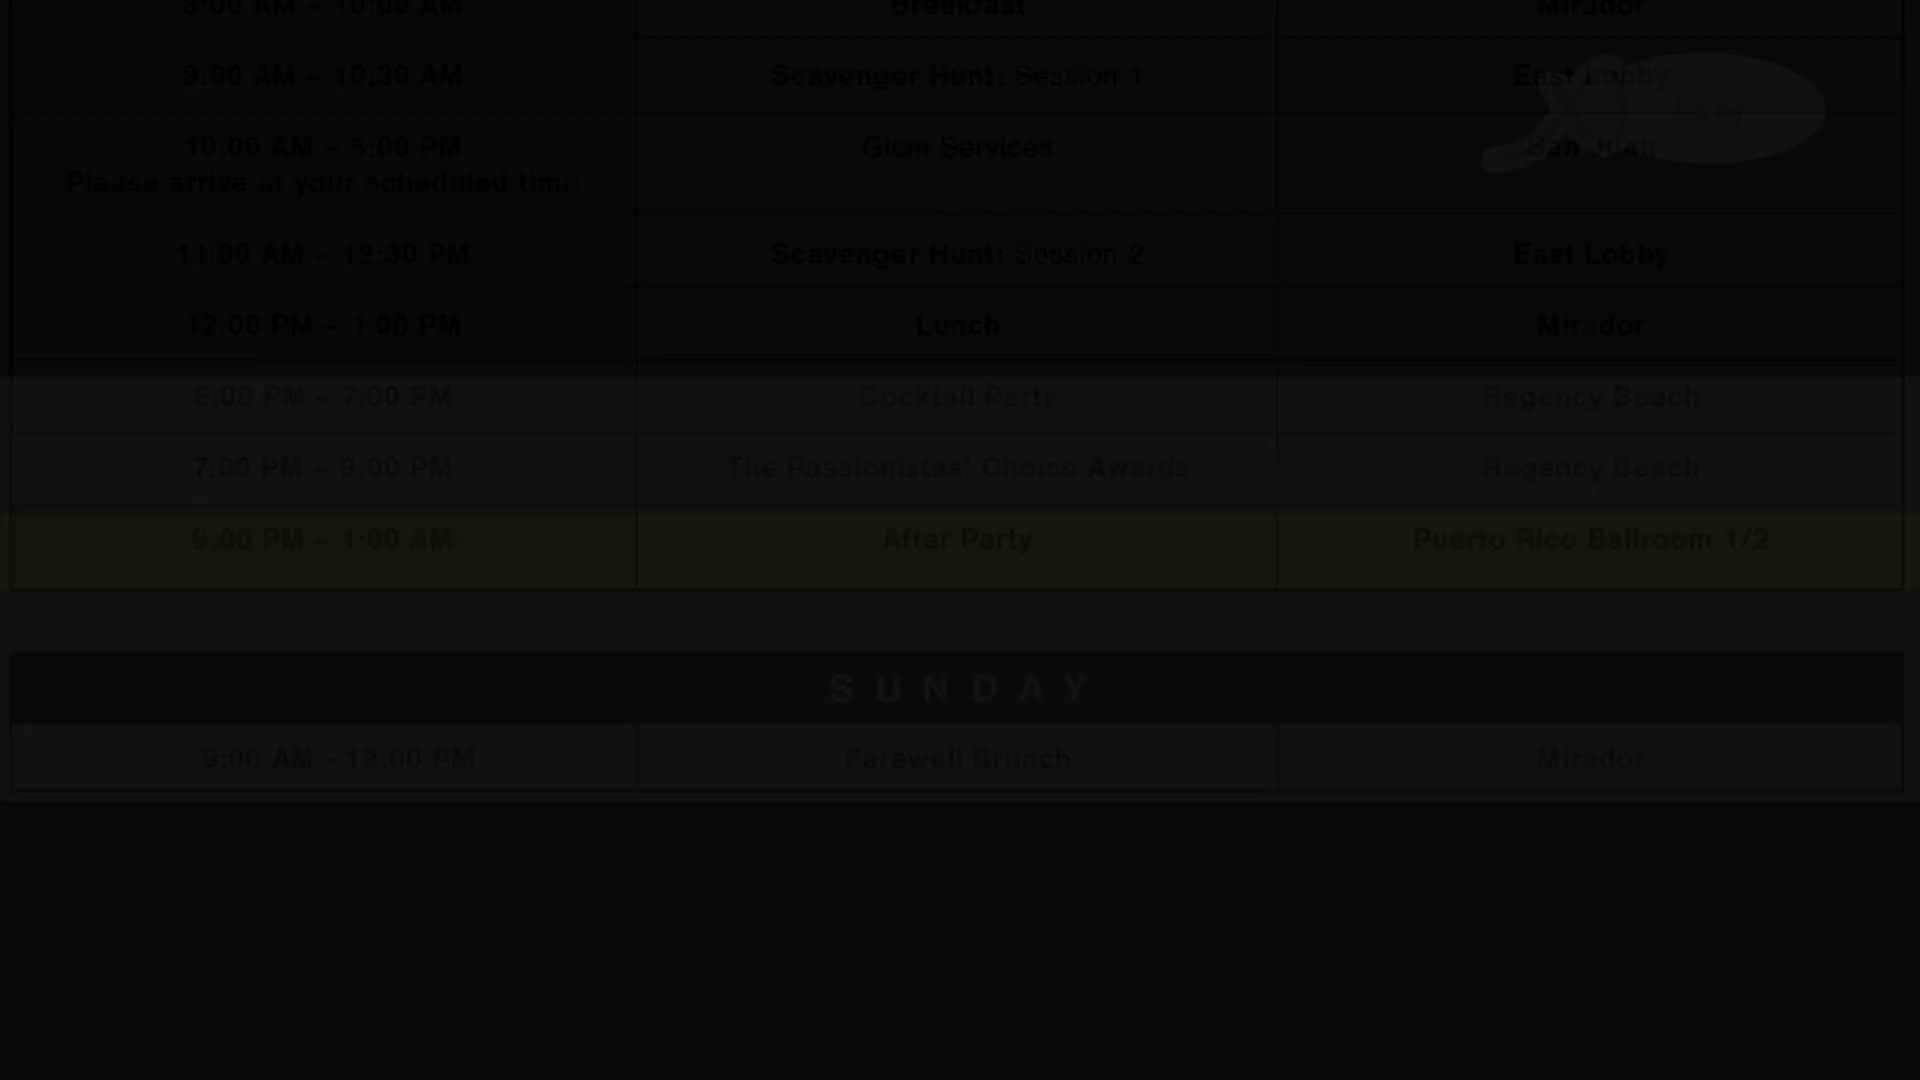 8:00 AM – 10:00 AM Breakfast Mirador
9:00 AM – 10:30 AM Scavenger Hunt: Session 1 East Lobby
JAM
10:00 AM – 5:00 PM Glam Services San Juan
Please arrive at your scheduled time
11:00 AM – 12:30 PM Scavenger Hunt: Session 2 East Lobby
12:00 PM – 1:00 PM Lunch Mirador
6:00 PM – 7:00 PM Cocktail Party Regency Beach
7:00 PM – 9:00 PM The Passionistas' Choice Awards Regency Beach
9:00 PM – 1:00 AM After Party Puerto Rico Ballroom 1/2
SUNDAY
9:00 AM – 12:00 PM Farewell Brunch Mirador